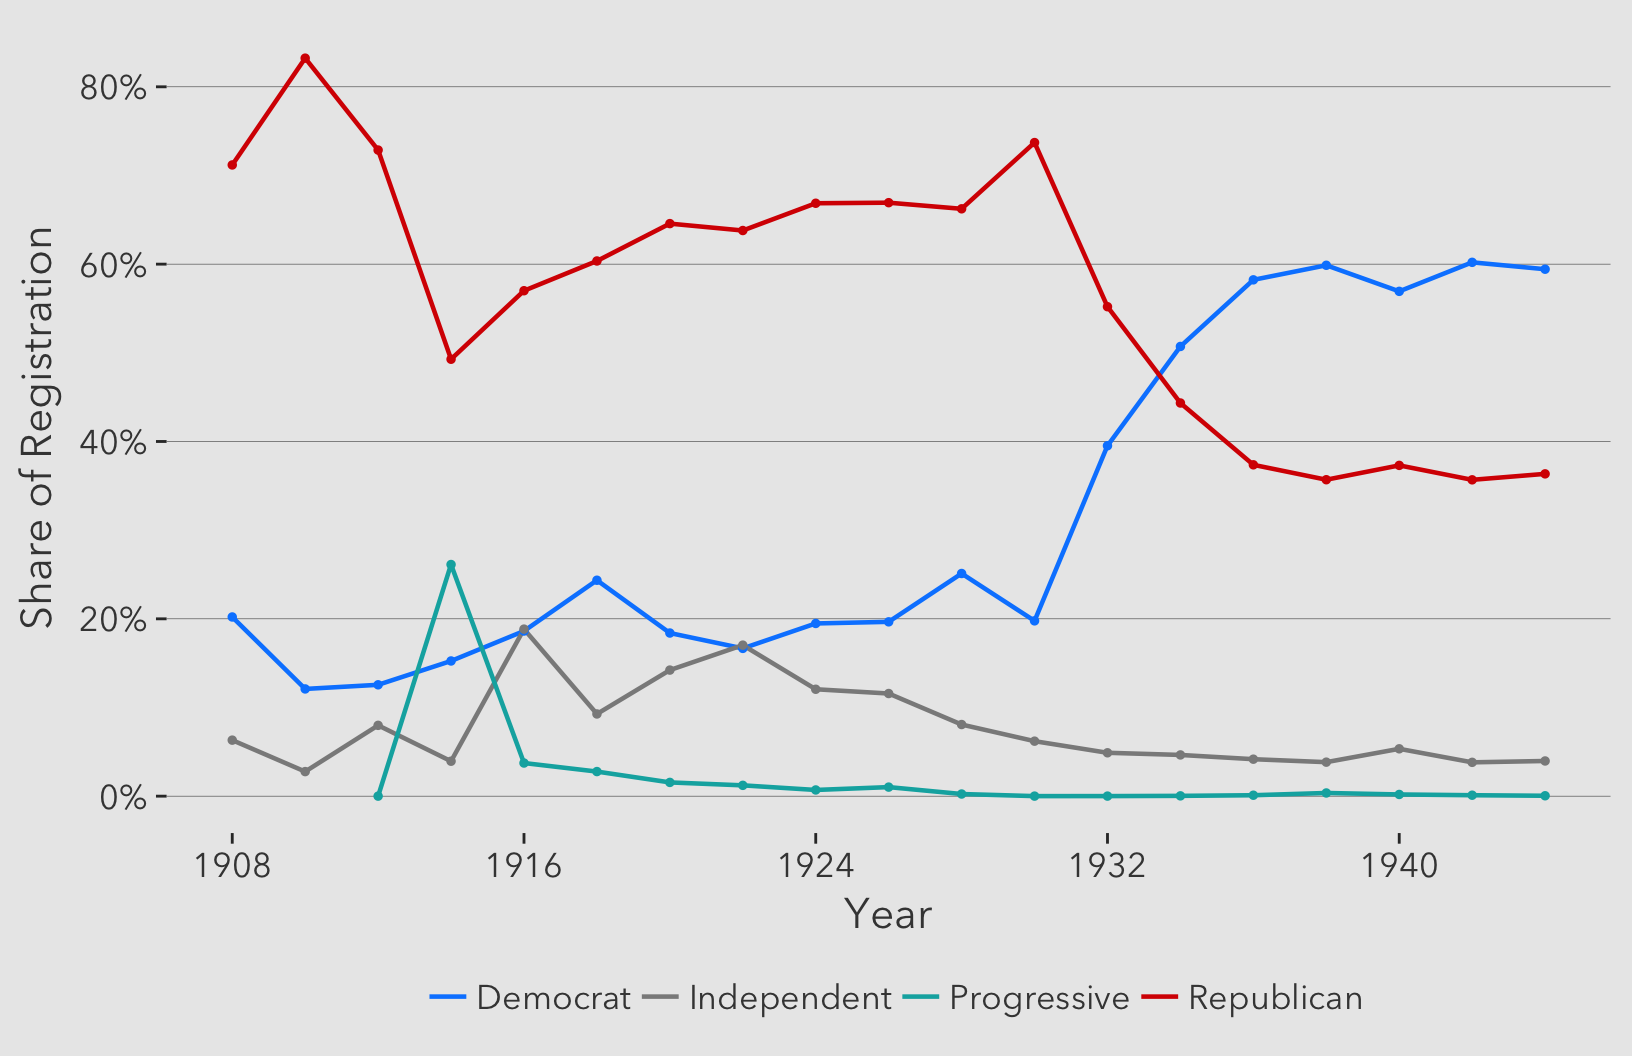 80%
60%
40%
20%
0%
Share of Registration
1908 1916 1924 1932 1940
Year
Democrat Independent Progressive Republican